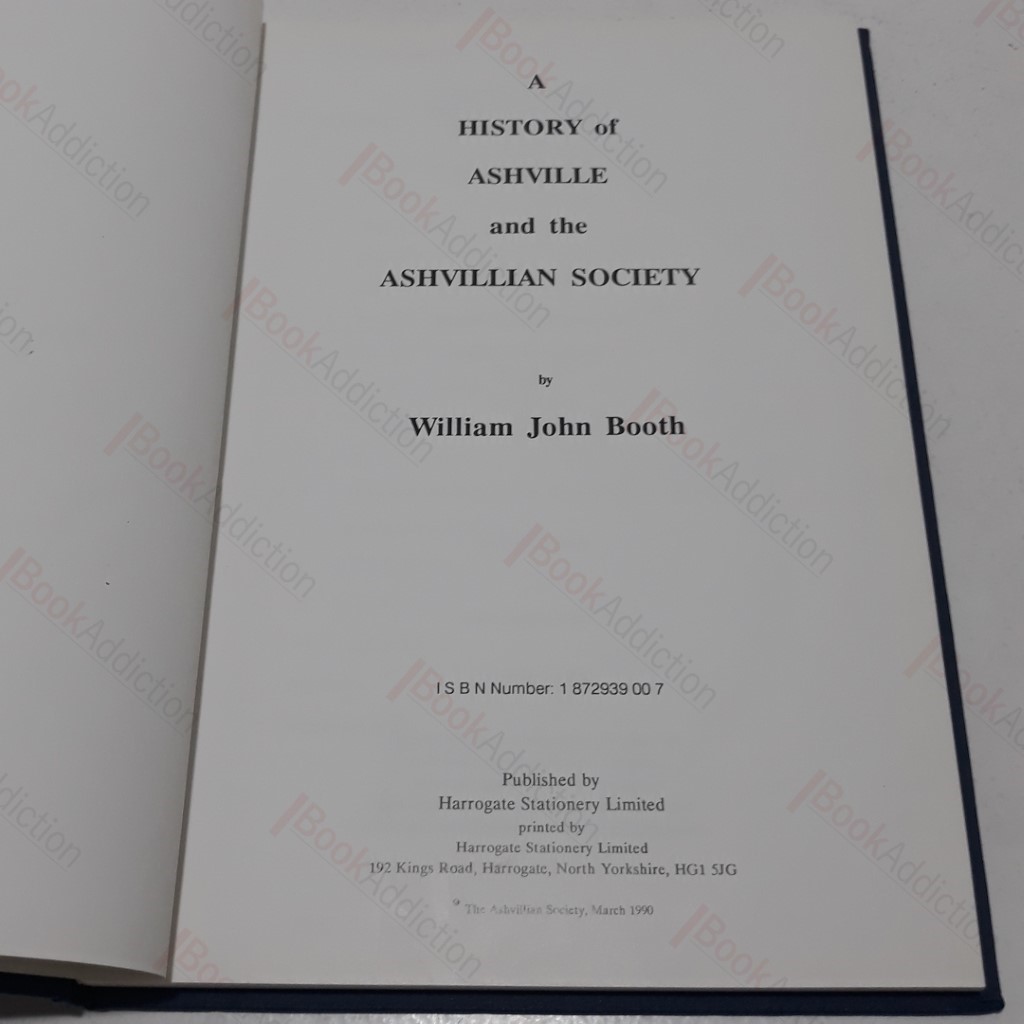 A
HISTORY of
ASHVILLE
and the
ASHVILLIAN SOCIETY
by
William John Booth
I S B N Number: 1 872939 00 7
Published by
Harrogate Stationery Limited
printed by
Harrogate Stationery Limited
192 Kings Road, Harrogate, North Yorkshire, HG1 5JG
© The Ashvillian Society, March 1990
BookAddiction